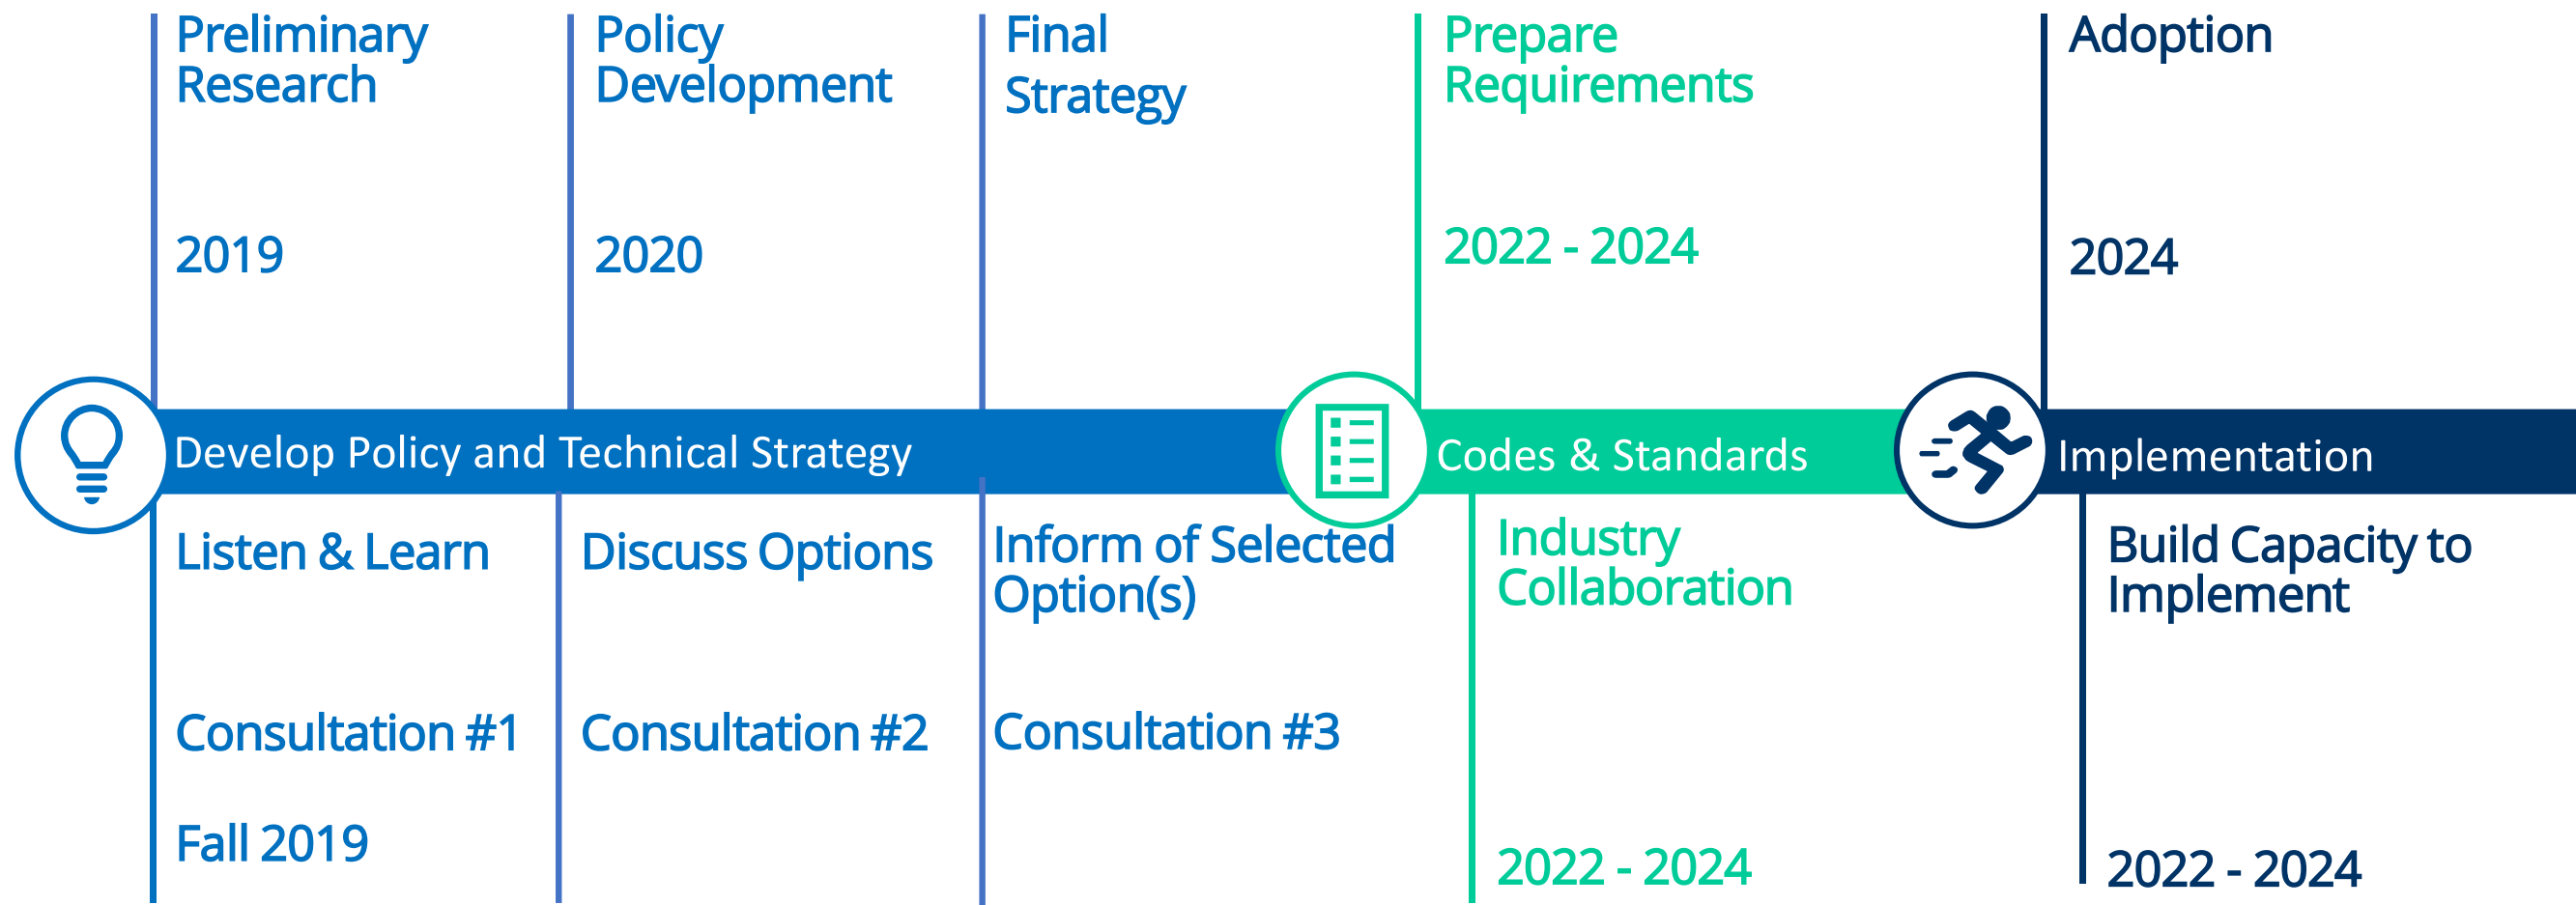 Preliminary
Research
2019
Policy
Development
2020
Final
Strategy
Prepare
Requirements
2022 - 2024
Adoption
2024
Develop Policy and Technical Strategy
Codes & Standards
Implementation
Listen & Learn
Consultation #1
Fall 2019
Discuss Options
Consultation #2
Inform of Selected
Option(s)
Consultation #3
Industry
Collaboration
2022 - 2024
Build Capacity to
Implement
2022 - 2024